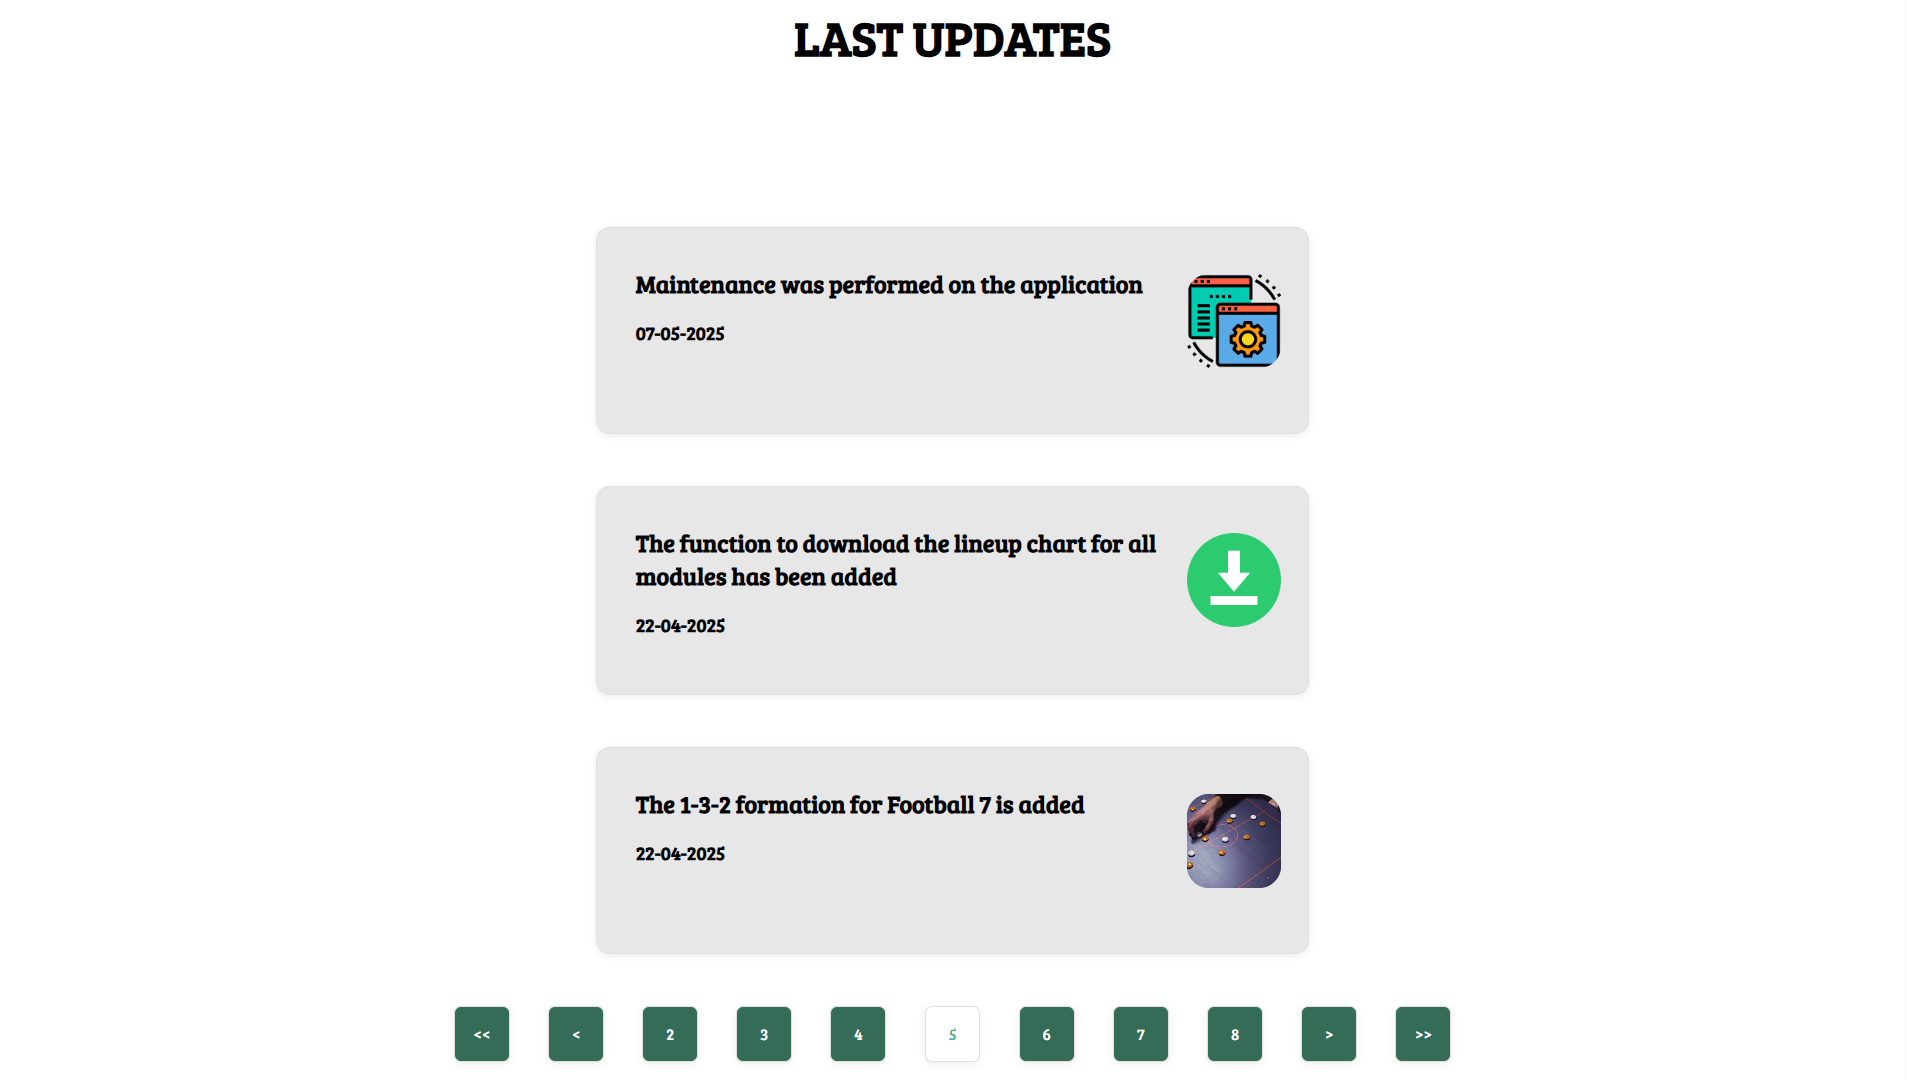 LAST UPDATES
Maintenance was performed on the application
07-05-2025
The function to download the lineup chart for all
modules has been added
22-04-2025
The 1-3-2 formation for Football 7 is added
22-04-2025
<< < 2 3 4 5 6 7 8 > >>